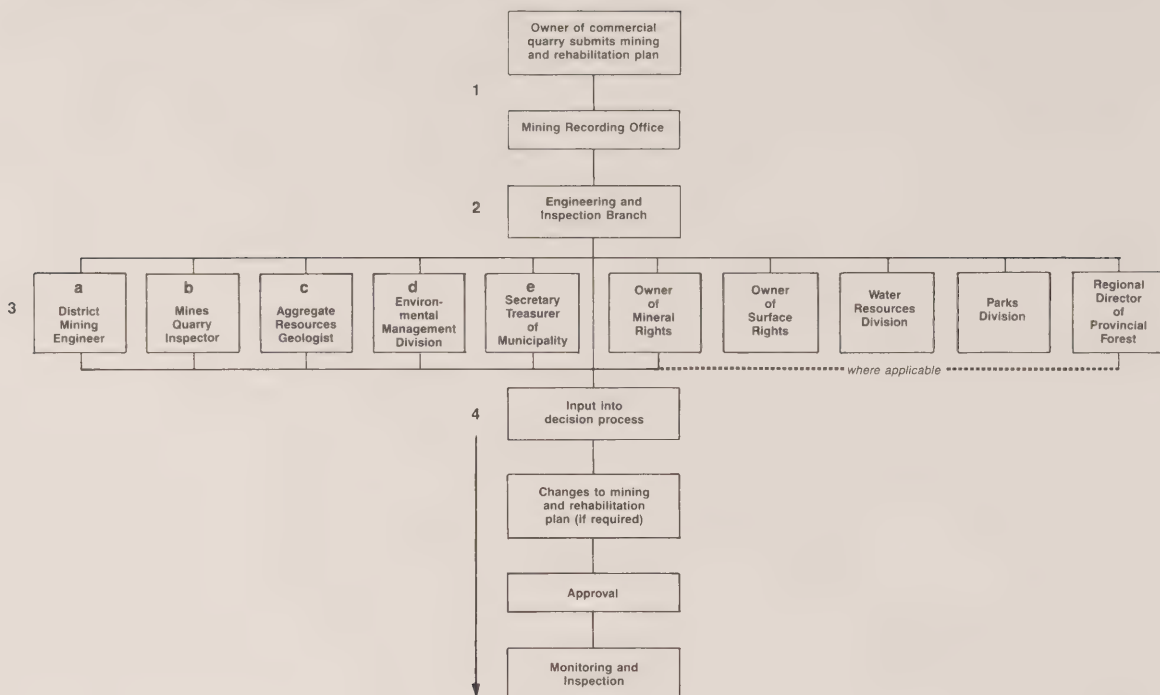 Owner of commercial
quarry submits mining
and rehabilitation plan
1
Mining Recording Office
2
Engineering and
Inspection Branch
3
a
District
Mining
Engineer
b
Mines
Quarry
Inspector
c
Aggregate
Resources
Geologist
d
Environ-
mental
Management
Division
e
Secretary
Treasurer
of
Municipality
Owner
of
Mineral
Rights
Owner
of
Surface
Rights
Water
Resources
Division
Parks
Division
Regional
Director
of
Provincial
Forest
where applicable
4
Input into
decision process
Changes to mining
and rehabilitation
plan (if required)
Approval
Monitoring and
Inspection